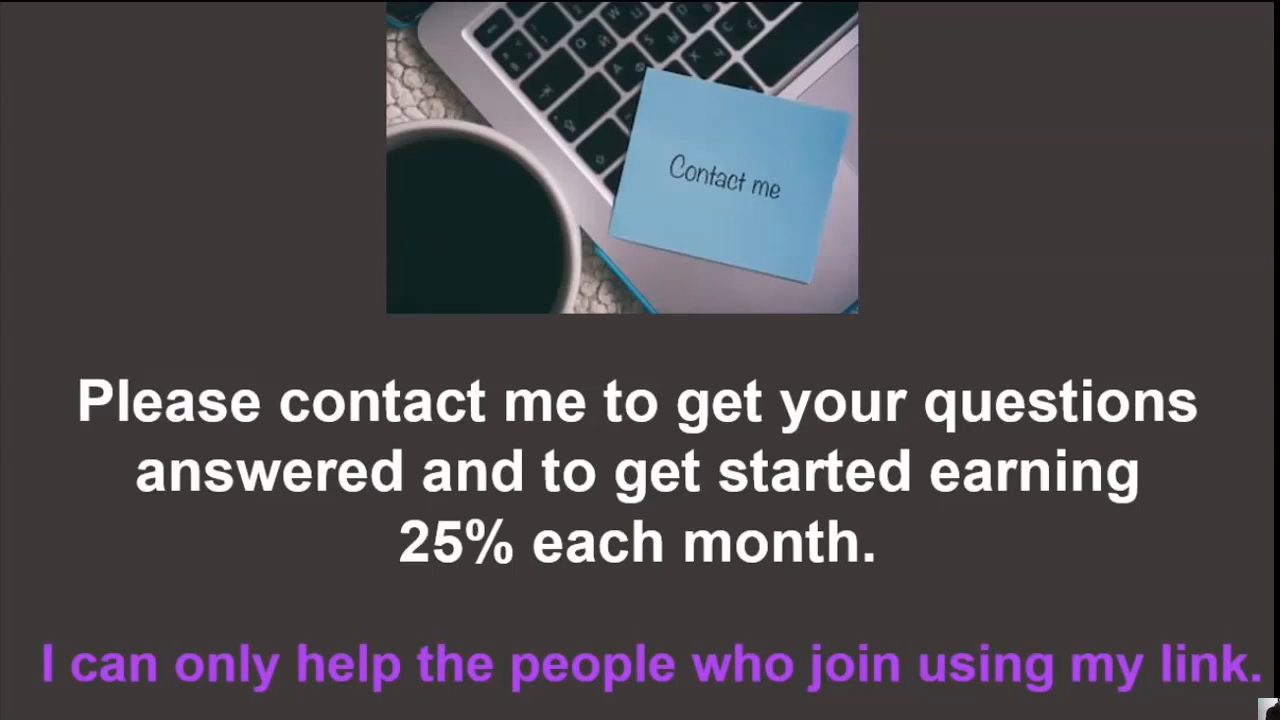 Contact me
Please contact me to get your questions
answered and to get started earning
25% each month.
I can only help the people who join using my link.